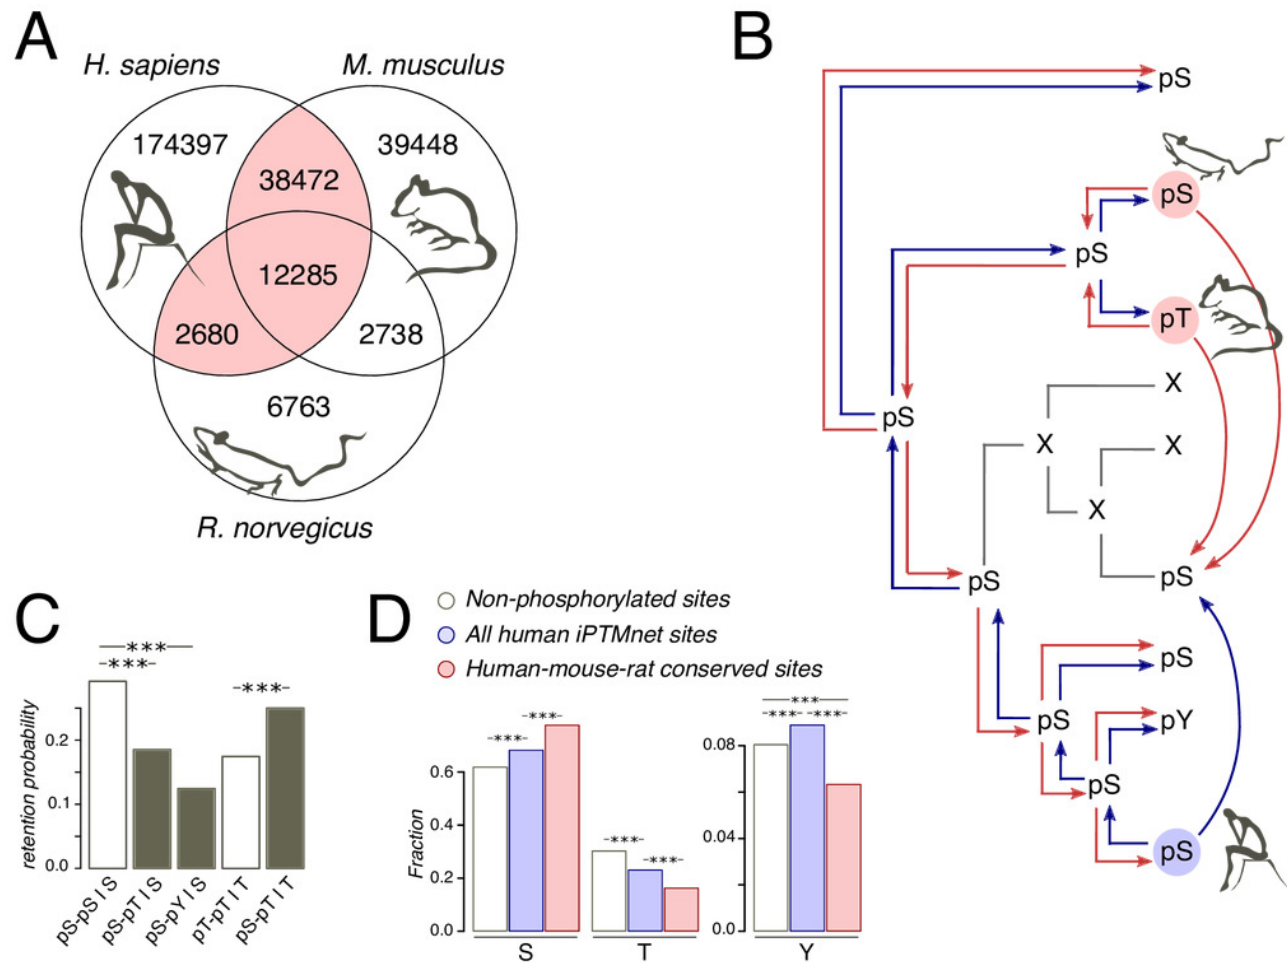 A
H. sapiens
M. musculus
174397
39448
38472
12285
2680
2738
6763
R. norvegicus
B
pS
pS
pS
pT
pS
X
X
X
X
pS
pS
pS
pS
pY
pS
pS
C
***
***
***
retention probability
0.2
0.1
0.0
pS-pS I S
pS-pT I S
pS-pY I S
pT-pT I T
pS-pT I T
D
Non-phosphorylated sites
All human iPTMnet sites
Human-mouse-rat conserved sites
Fraction
0.6
0.4
0.2
0.0
***
***
***
***
S
T
0.08
0.04
0.0
***
*** ***
Y